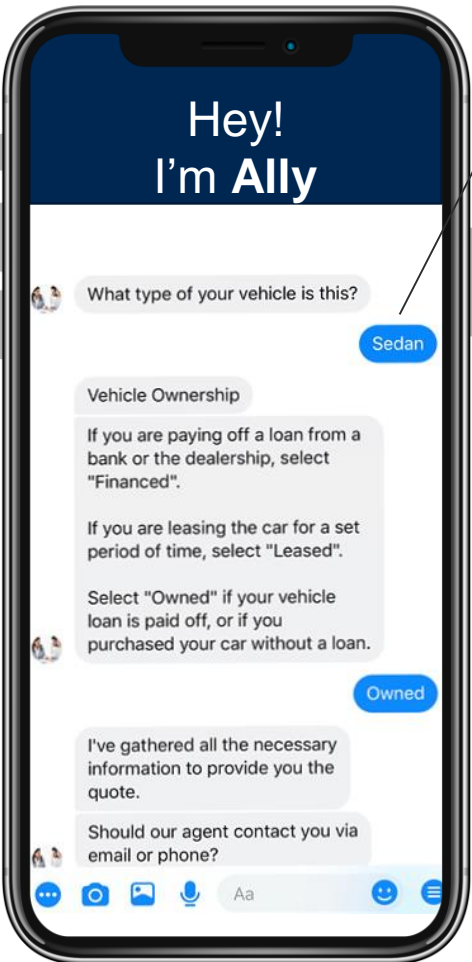 Hey!
I'm Ally
What type of your vehicle is this?
Sedan
Vehicle Ownership
If you are paying off a loan from a
bank or the dealership, select
"Financed".
If you are leasing the car for a set
period of time, select "Leased".
Select "Owned" if your vehicle
loan is paid off, or if you
purchased your car without a loan.
Owned
I've gathered all the necessary
information to provide you the
quote.
Should our agent contact you via
email or phone?
Aa